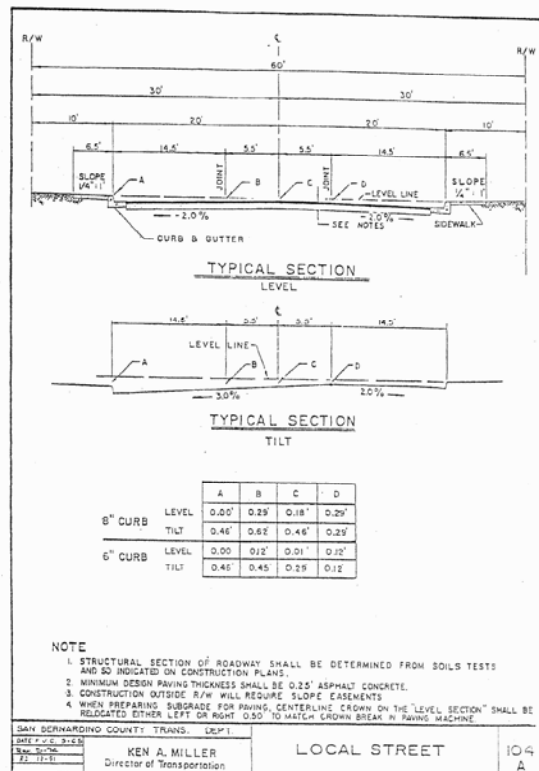 R/W
℄
R/W
60'
30' 30'
10' 20' 20' 10'
6.5' 14.5' 5.5' 5.5' 14.5' 6.5'
SLOPE
1/4":1'
A
JOINT
B
C
JOINT
D
LEVEL LINE
SLOPE
1/4":1'
-2.0% -2.0%
SEE NOTES
SIDEWALK
CURB & GUTTER
TYPICAL SECTION
LEVEL
℄
14.5' 5.5' 5.5' 14.5'
A
LEVEL LINE
B
C
D
3.0% 2.0%
TYPICAL SECTION
TILT
A B C D
8" CURB
LEVEL 0.00' 0.29' 0.18' 0.29'
TILT 0.46' 0.62' 0.46' 0.29'
6" CURB
LEVEL 0.00 0.12' 0.01' 0.12'
TILT 0.45' 0.29 0.12
NOTE
1. STRUCTURAL SECTION OF ROADWAY SHALL BE DETERMINED FROM SOILS TESTS
AND SO INDICATED ON CONSTRUCTION PLANS.
2. MINIMUM DESIGN PAVING THICKNESS SHALL BE 0.25' ASPHALT CONCRETE.
3. CONSTRUCTION OUTSIDE R/W WILL REQUIRE SLOPE EASEMENTS
4. WHEN PREPARING SUBGRADE FOR PAVING, CENTERLINE CROWN ON THE "LEVEL SECTION" SHALL BE
RELOCATED EITHER LEFT OR RIGHT 0.50' TO MATCH CROWN BREAK IN PAVING MACHINE.
SAN BERNARDINO COUNTY TRANS. DEPT.
DATE
KEN A. MILLER
Director of Transportation
LOCAL STREET
104
A